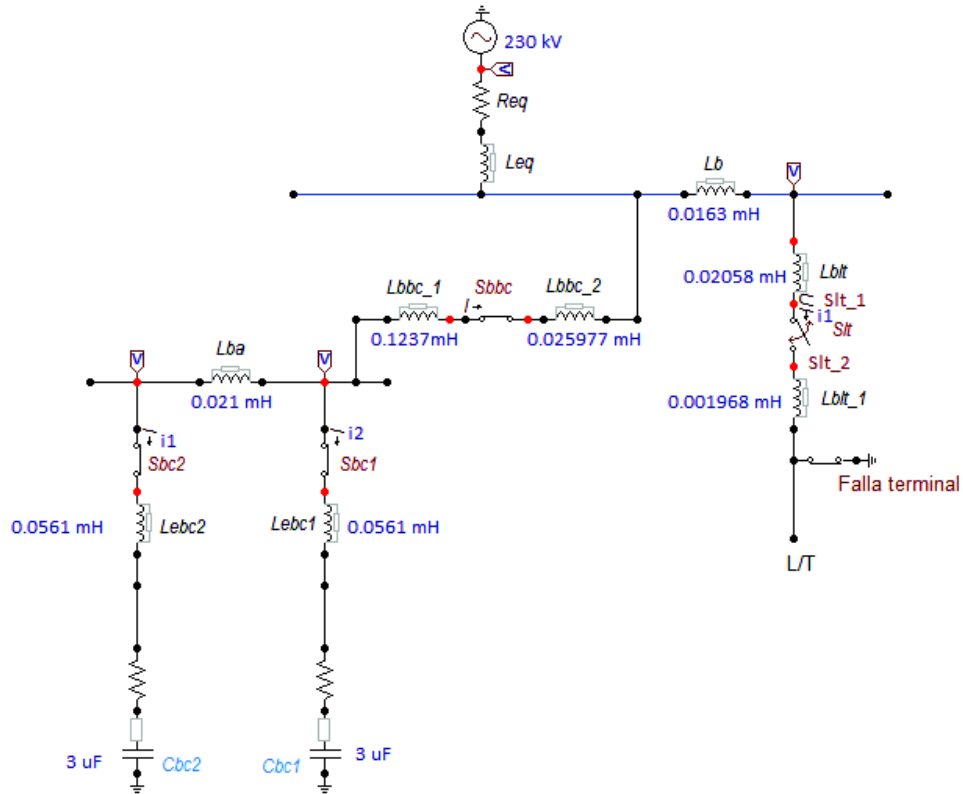 230 kV
V
Req
Leq
Lb
V
0.0163 mH
Lblt
0.02058 mH
Slt_1
i1
Slt
Slt_2
Lblt_1
0.001968 mH
Falla terminal
L/T
Lbbc_1
I
Sbbc
Lbbc_2
0.1237mH
0.025977 mH
V
Lba
V
0.021 mH
i1
i2
Sbc2
Sbc1
0.0561 mH
Lebc2
Lebc1
0.0561 mH
3 uF
Cbc2
Cbc1
3 uF